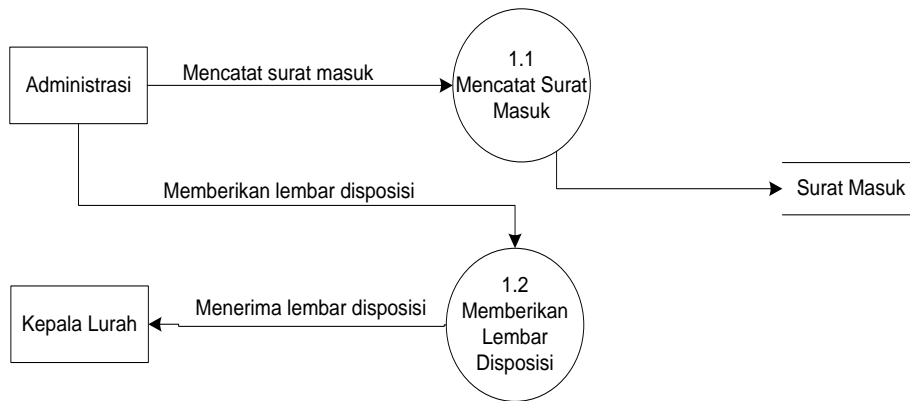 Administrasi
Mencatat surat masuk
1.1
Mencatat Surat
Masuk
Surat Masuk
Memberikan lembar disposisi
1.2
Memberikan
Lembar
Disposisi
Menerima lembar disposisi
Kepala Lurah